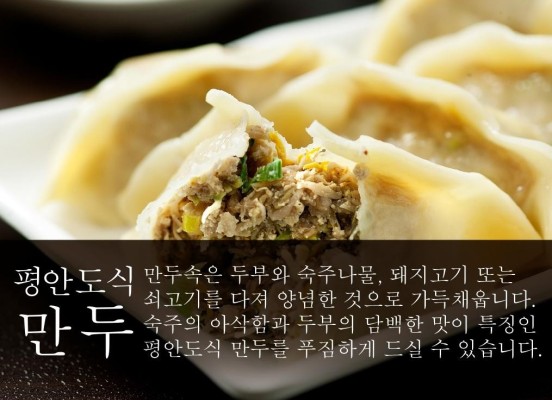 평안도식
만두
만두속은 두부와 숙주나물, 돼지고기 또는
쇠고기를 다져 양념한 것으로 가득채웁니다.
숙주의 아삭함과 두부의 담백한 맛이 특징인
평안도식 만두를 푸짐하게 드실 수 있습니다.